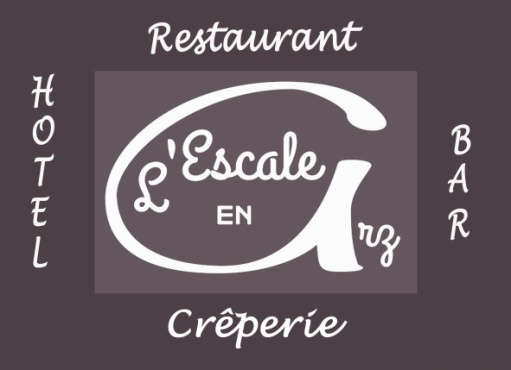 Restaurant
HOTEL
L'Escale
EN
Arz
BAR
Crêperie